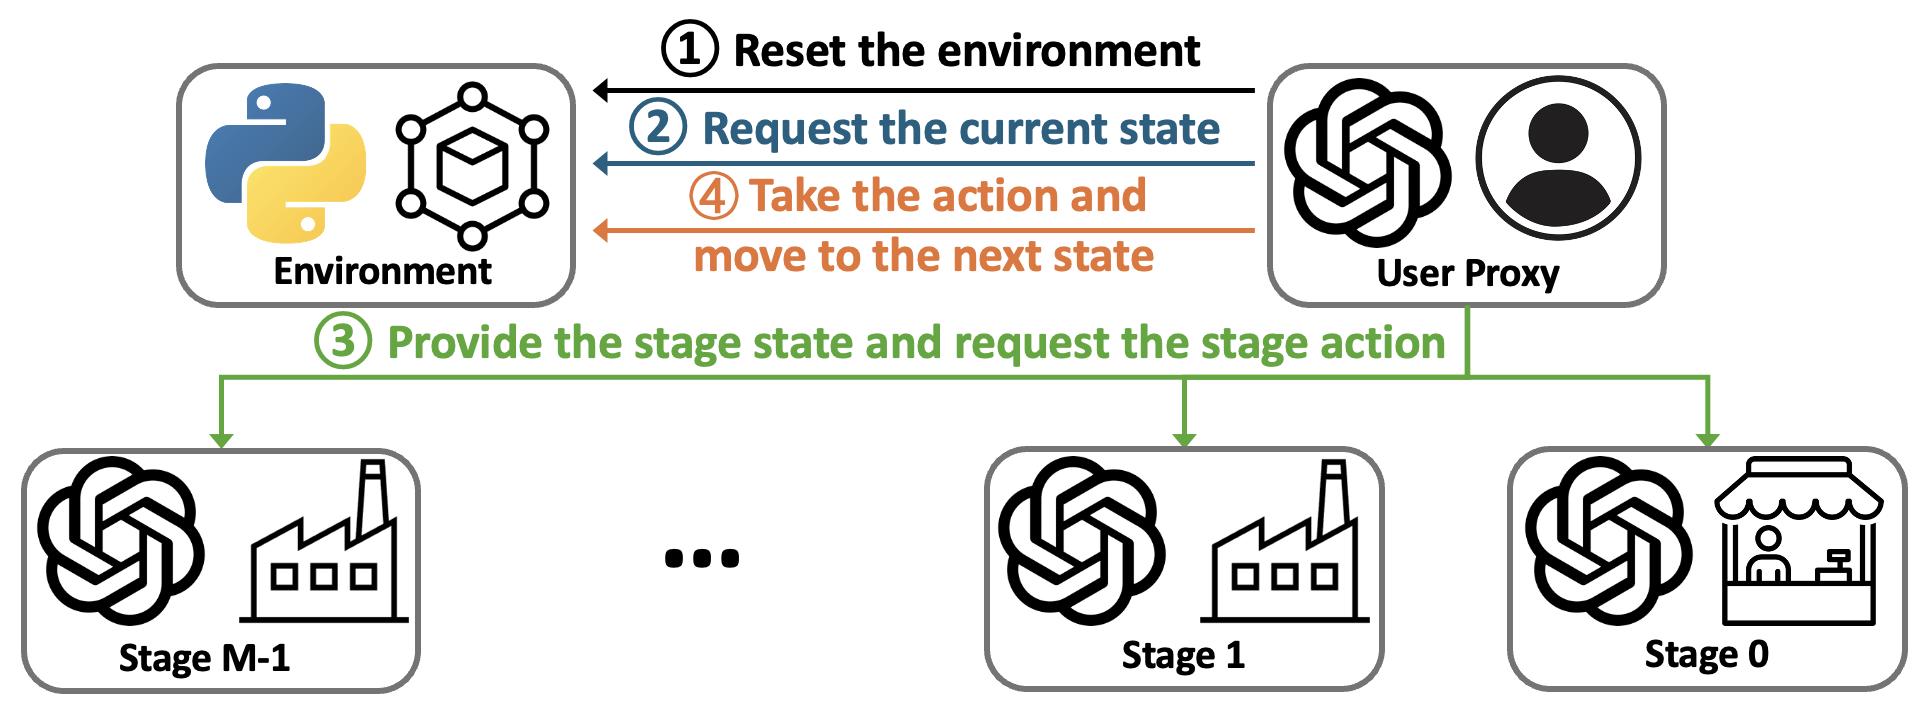 ① Reset the environment
② Request the current state
④ Take the action and
move to the next state
Environment
User Proxy
③ Provide the stage state and request the stage action
...
Stage M-1
Stage 1
Stage 0